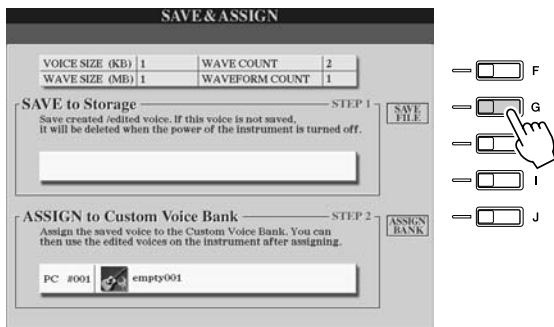 SAVE & ASSIGN
VOICE SIZE (KB) 1 WAVE COUNT 2
WAVE SIZE (MB) 1 WAVEFORM COUNT 1
SAVE to Storage STEP 1
SAVE
FILE
Save created /edited voice. If this voice is not saved,
it will be deleted when the power of the instrument is turned off.
ASSIGN to Custom Voice Bank STEP 2
ASSIGN
BANK
Assign the saved voice to the Custom Voice Bank. You can
then use the edited voices on the instrument after assigning.
PC #001 empty001
F
G
I
J